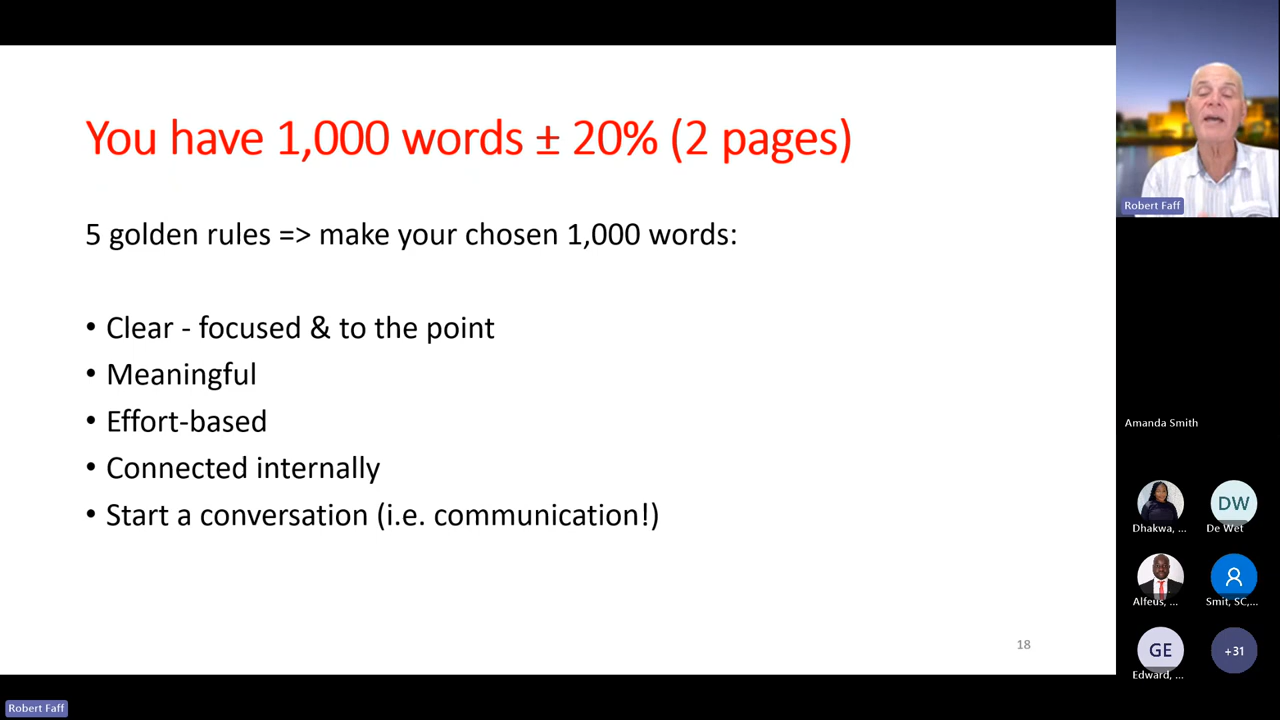 You have 1,000 words ± 20% (2 pages)
5 golden rules => make your chosen 1,000 words:
• Clear - focused & to the point
• Meaningful
• Effort-based
• Connected internally
• Start a conversation (i.e. communication!)
18
Robert Faff
Amanda Smith
DW
Dhakwa, ...
De Wet
Alfeus, ...
Smit, SC,...
GE
+31
Edward, ...
Robert Faff